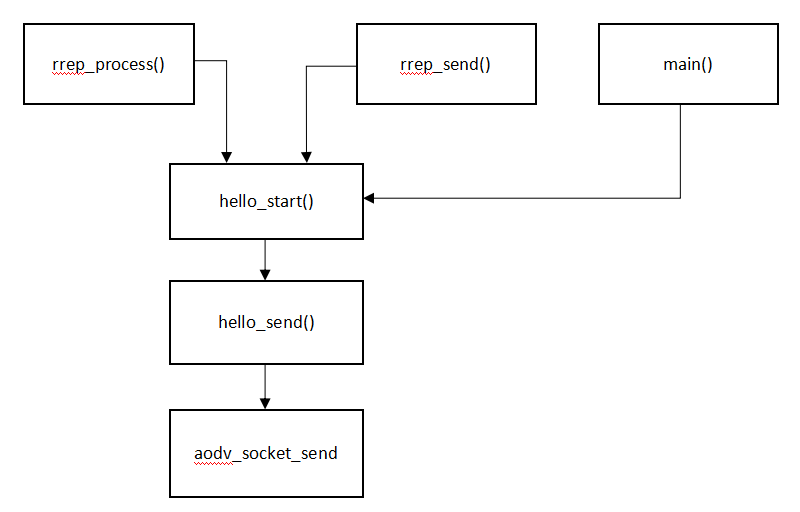 rrep_process()
rrep_send()
main()
hello_start()
hello_send()
aodv_socket_send